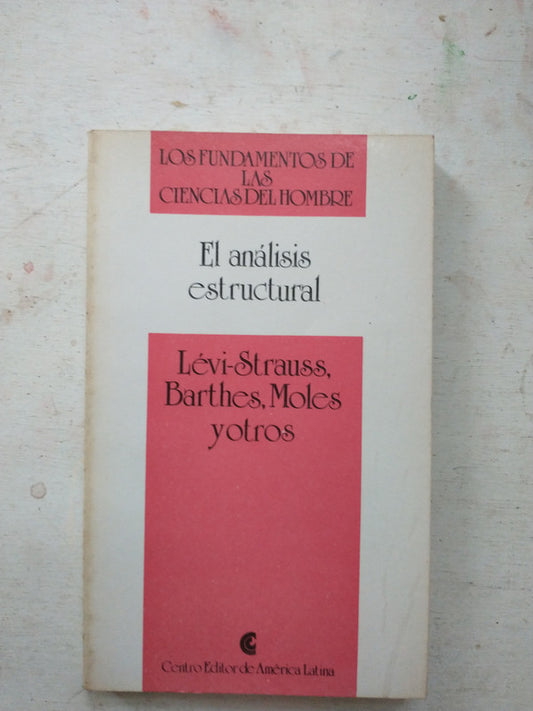 LOS FUNDAMENTOS DE
LAS
CIENCIAS DEL HOMBRE
El análisis
estructural
Lévi-Strauss,
Barthes, Moles
y otros
Centro Editor de América Latina